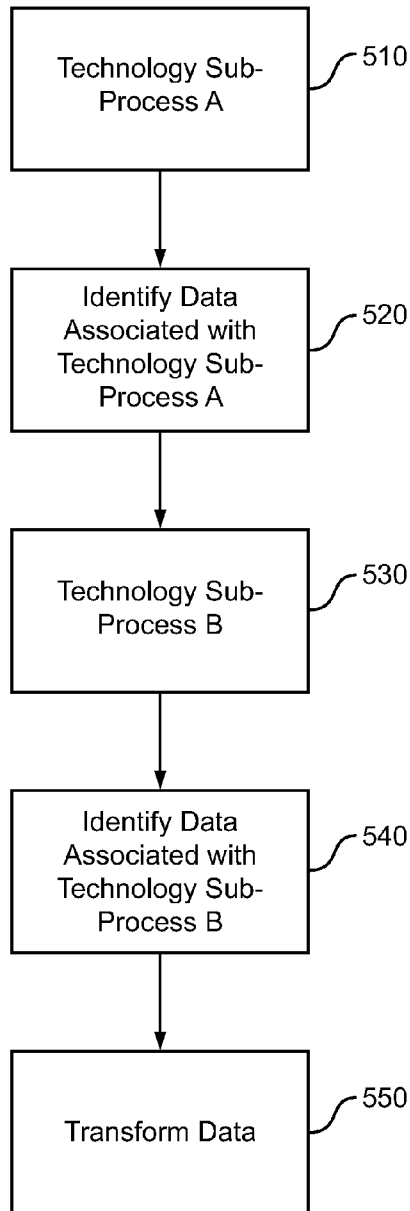 Technology Sub-
Process A
510
Identify Data
Associated with
Technology Sub-
Process A
520
Technology Sub-
Process B
530
Identify Data
Associated with
Technology Sub-
Process B
540
Transform Data
550